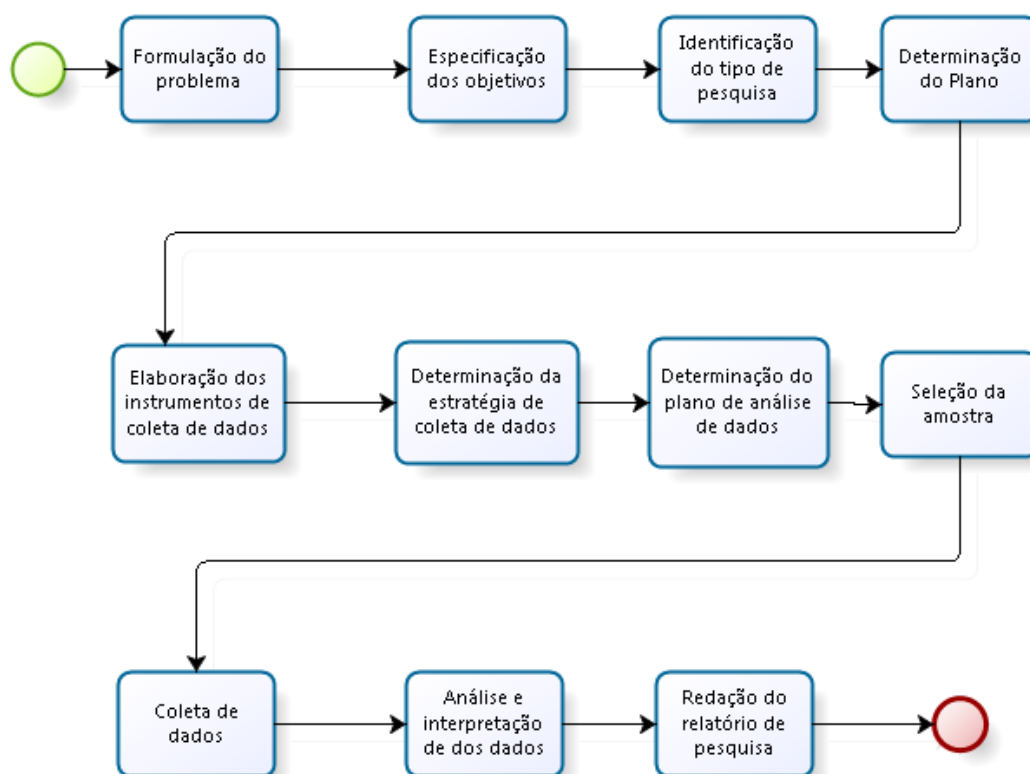 Formulação do
problema
Especificação
dos objetivos
Identificação
do tipo de
pesquisa
Determinação
do Plano
Elaboração dos
instrumentos de
coleta de dados
Determinação da
estratégia de
coleta de dados
Determinação do
plano de análise
de dados
Seleção da
amostra
Coleta de
dados
Análise e
interpretação
de dos dados
Redação do
relatório de
pesquisa